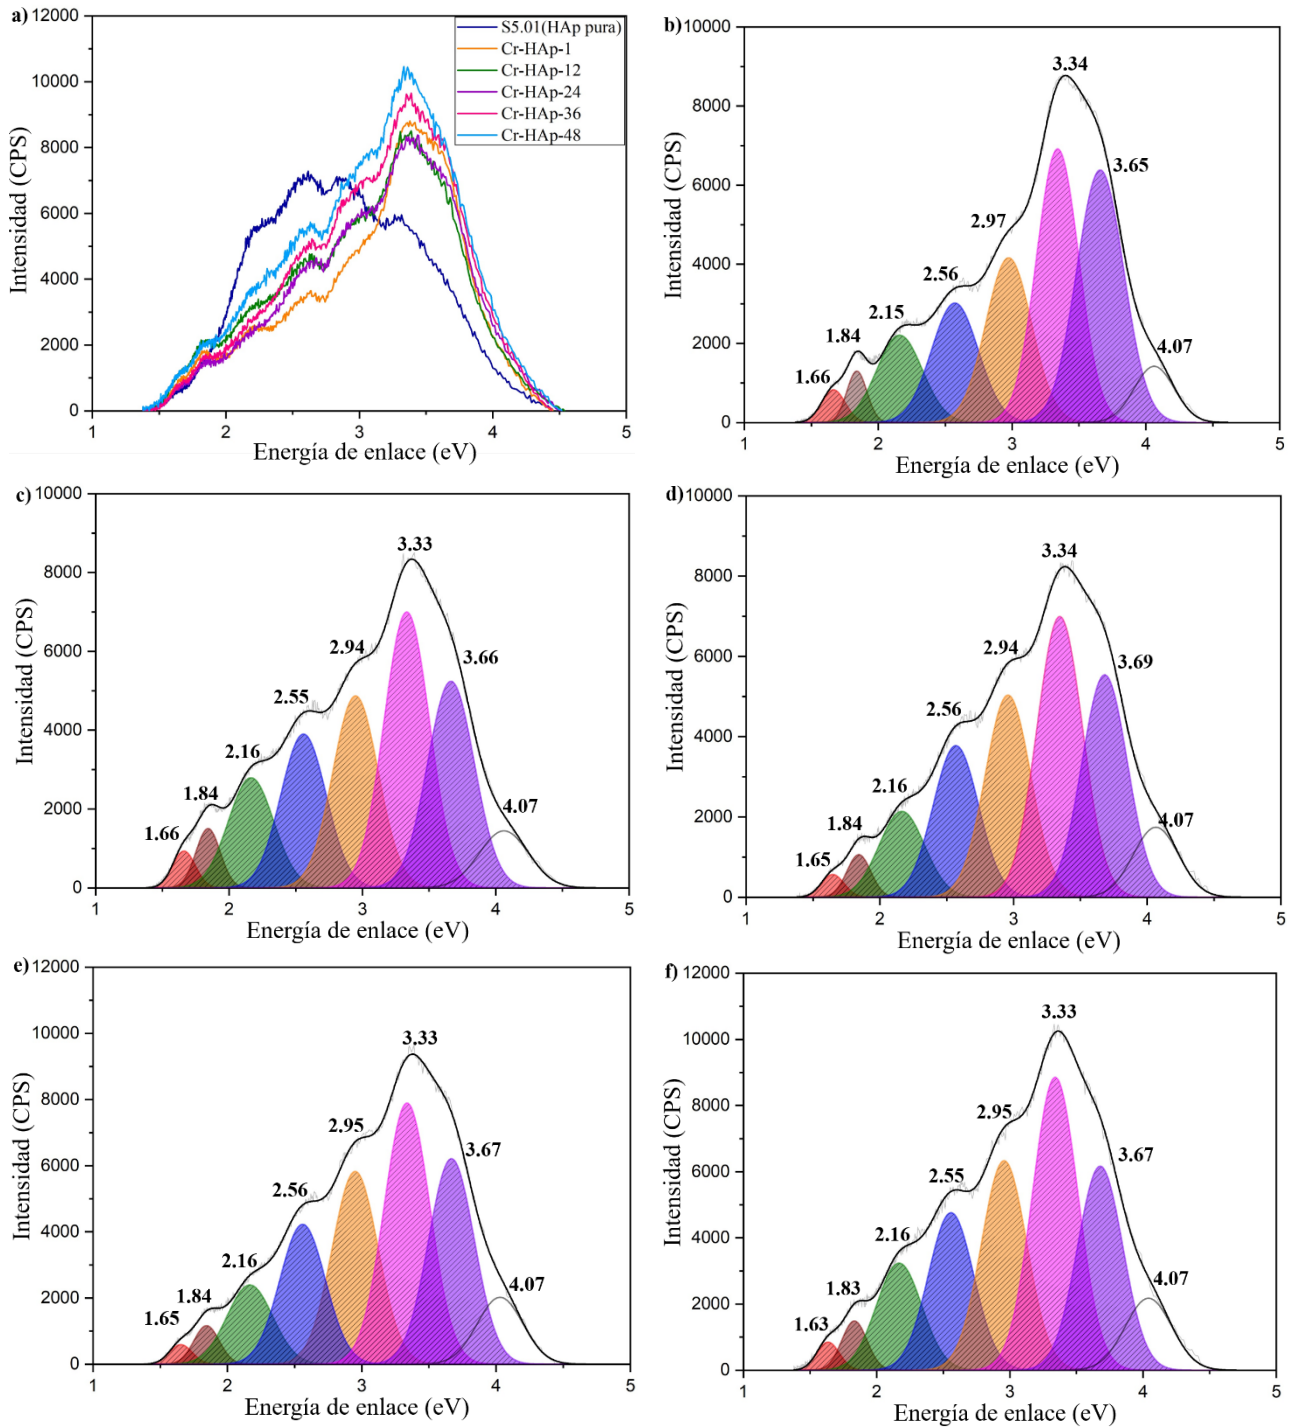 a)
12000
10000
8000
6000
4000
2000
0
Intensidad (CPS)
S5.01(HAp pura)
Cr-HAp-1
Cr-HAp-12
Cr-HAp-24
Cr-HAp-36
Cr-HAp-48
1 2 3 4 5
Energía de enlace (eV)
b)
10000
8000
6000
4000
2000
0
Intensidad (CPS)
1.66
1.84
2.15
2.56
2.97
3.34
3.65
4.07
1 2 3 4 5
Energía de enlace (eV)
c)
10000
8000
6000
4000
2000
0
Intensidad (CPS)
1.66
1.84
2.16
2.55
2.94
3.33
3.66
4.07
1 2 3 4 5
Energía de enlace (eV)
d)
10000
8000
6000
4000
2000
0
Intensidad (CPS)
1.65
1.84
2.16
2.56
2.94
3.34
3.69
4.07
1 2 3 4 5
Energía de enlace (eV)
e)
12000
10000
8000
6000
4000
2000
0
Intensidad (CPS)
1.65
1.84
2.16
2.56
2.95
3.33
3.67
4.07
1 2 3 4 5
Energía de enlace (eV)
f)
12000
10000
8000
6000
4000
2000
0
Intensidad (CPS)
1.63
1.83
2.16
2.55
2.95
3.33
3.67
4.07
1 2 3 4 5
Energía de enlace (eV)